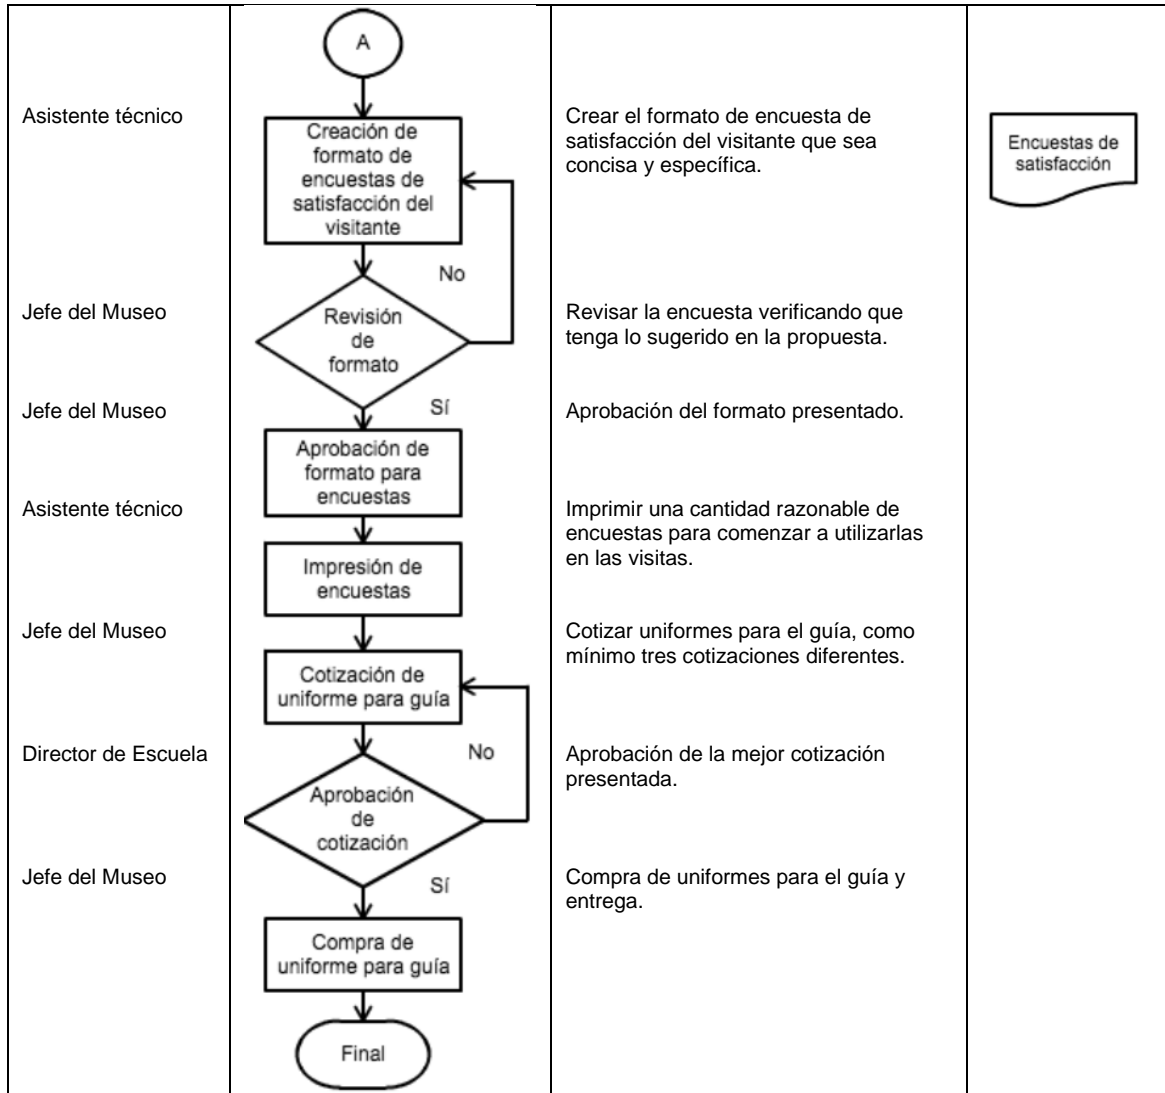 A
Asistente técnico
Creación de
formato de
encuestas de
satisfacción del
visitante
Crear el formato de encuesta de
satisfacción del visitante que sea
concisa y específica.
Encuestas de
satisfacción
No
Jefe del Museo
Revisión
de
formato
Revisar la encuesta verificando que
tenga lo sugerido en la propuesta.
Sí
Jefe del Museo
Aprobación de
formato para
encuestas
Aprobación del formato presentado.
Asistente técnico
Impresión de
encuestas
Imprimir una cantidad razonable de
encuestas para comenzar a utilizarlas
en las visitas.
Jefe del Museo
Cotización de
uniforme para guía
Cotizar uniformes para el guía, como
mínimo tres cotizaciones diferentes.
No
Director de Escuela
Aprobación
de
cotización
Aprobación de la mejor cotización
presentada.
Sí
Jefe del Museo
Compra de
uniforme para guía
Compra de uniformes para el guía y
entrega.
Final